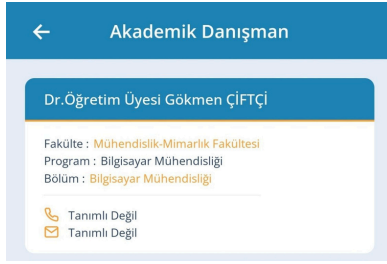 Akademik Danışman
Dr.Öğretim Üyesi Gökmen ÇİFTÇİ
Fakülte : Mühendislik-Mimarlık Fakültesi
Program : Bilgisayar Mühendisliği
Bölüm : Bilgisayar Mühendisliği
Tanımlı Değil
Tanımlı Değil